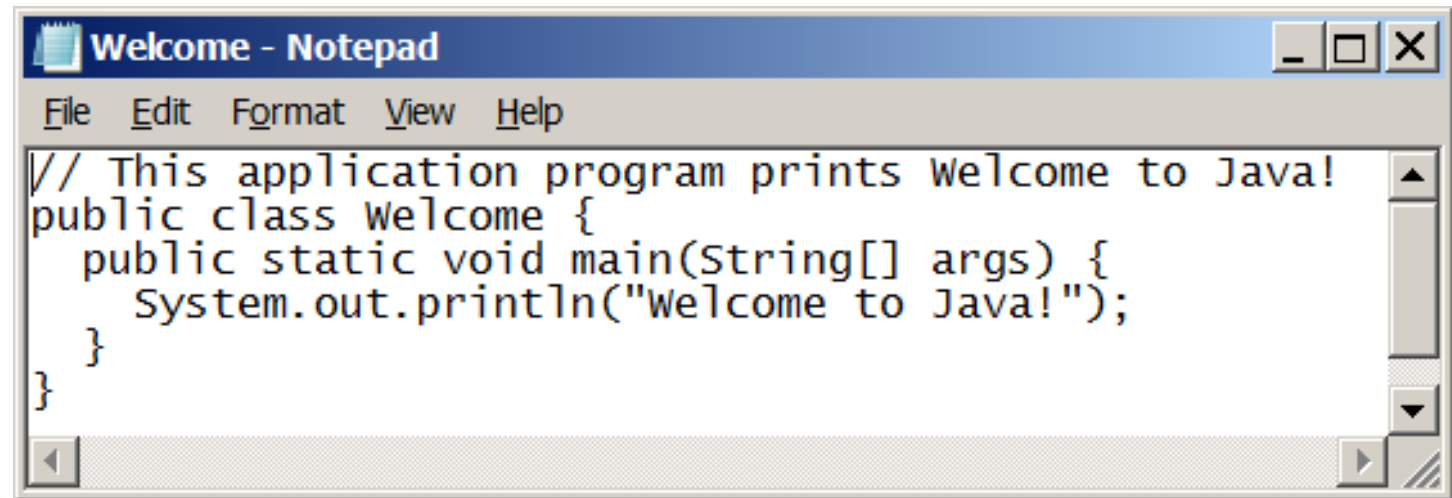 Welcome - Notepad
File Edit Format View Help
// This application program prints Welcome to Java!
public class Welcome {
  public static void main(String[] args) {
    System.out.println("Welcome to Java!");
  }
}